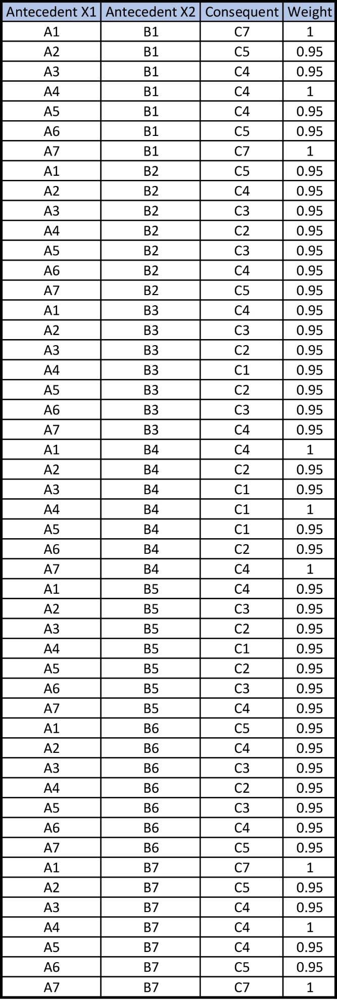 Antecedent X1 Antecedent X2 Consequent Weight
A1 B1 C7 1
A2 B1 C5 0.95
A3 B1 C4 0.95
A4 B1 C4 1
A5 B1 C4 0.95
A6 B1 C5 0.95
A7 B1 C7 1
A1 B2 C5 0.95
A2 B2 C4 0.95
A3 B2 C3 0.95
A4 B2 C2 0.95
A5 B2 C3 0.95
A6 B2 C4 0.95
A7 B2 C5 0.95
A1 B3 C4 0.95
A2 B3 C3 0.95
A3 B3 C2 0.95
A4 B3 C1 0.95
A5 B3 C2 0.95
A6 B3 C3 0.95
A7 B3 C4 0.95
A1 B4 C4 1
A2 B4 C2 0.95
A3 B4 C1 0.95
A4 B4 C1 1
A5 B4 C1 0.95
A6 B4 C2 0.95
A7 B4 C4 1
A1 B5 C4 0.95
A2 B5 C3 0.95
A3 B5 C2 0.95
A4 B5 C1 0.95
A5 B5 C2 0.95
A6 B5 C3 0.95
A7 B5 C4 0.95
A1 B6 C5 0.95
A2 B6 C4 0.95
A3 B6 C3 0.95
A4 B6 C2 0.95
A5 B6 C3 0.95
A6 B6 C4 0.95
A7 B6 C5 0.95
A1 B7 C7 1
A2 B7 C5 0.95
A3 B7 C4 0.95
A4 B7 C4 1
A5 B7 C4 0.95
A6 B7 C5 0.95
A7 B7 C7 1